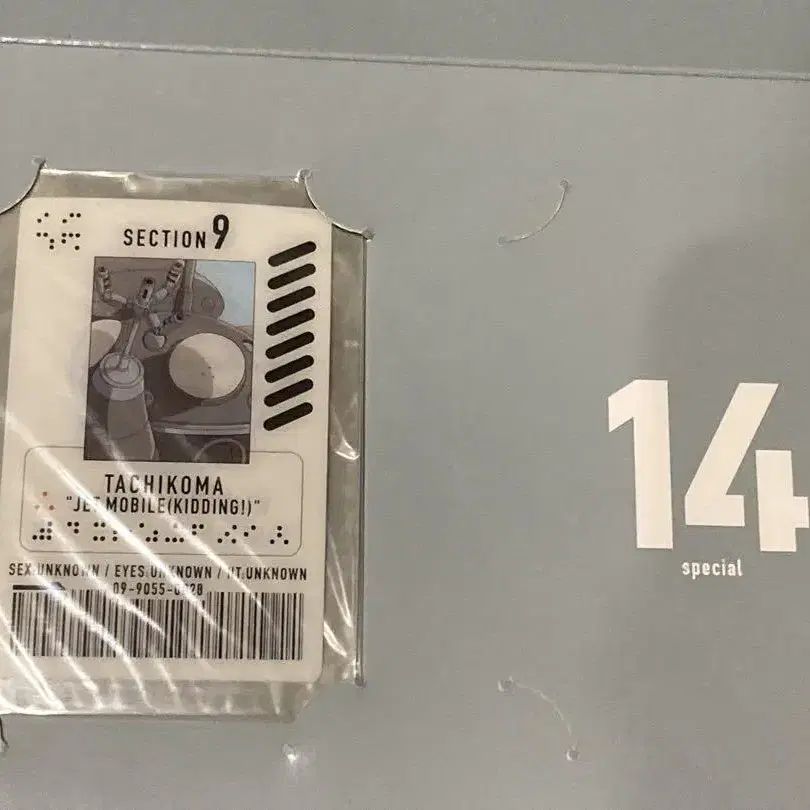 SECTION 9
TACHIKOMA
"JET MOBILE(KIDDING!)"
SEX:UNKNOWN / EYES:UNKNOWN / HT.UNKNOWN
14
special